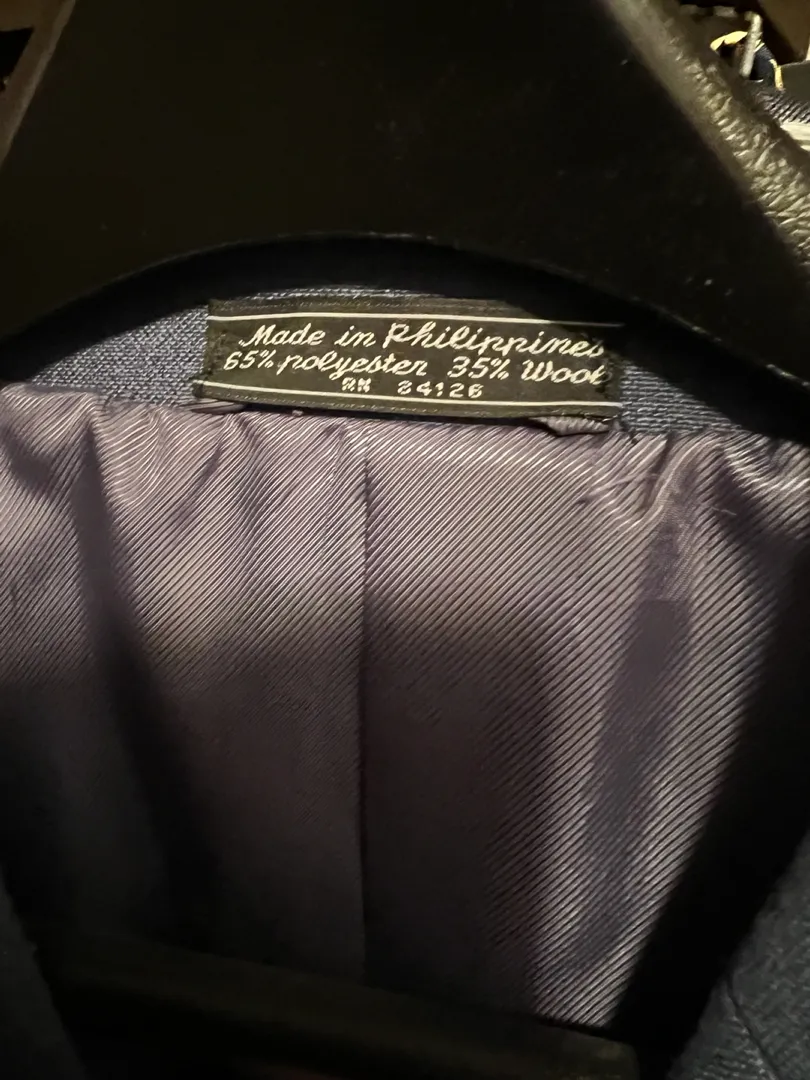 Made in Philippines
65% polyester 35% Wool
RN 84126